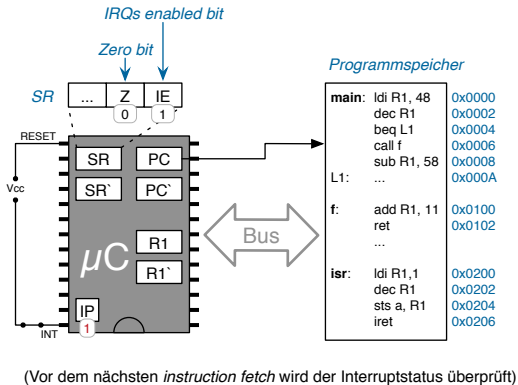 IRQs enabled bit
Zero bit
Programmspeicher
SR ... Z IE
0 1
RESET
Vcc
INT
SR PC
SR` PC`
µC
R1
R1`
IP
1
Bus
main: ldi R1, 48 0x0000
dec R1 0x0002
beq L1 0x0004
call f 0x0006
sub R1, 58 0x0008
L1: ... 0x000A
f: add R1, 11 0x0100
ret 0x0102
...
isr: ldi R1,1 0x0200
dec R1 0x0202
sts a, R1 0x0204
iret 0x0206
(Vor dem nächsten instruction fetch wird der Interruptstatus überprüft)